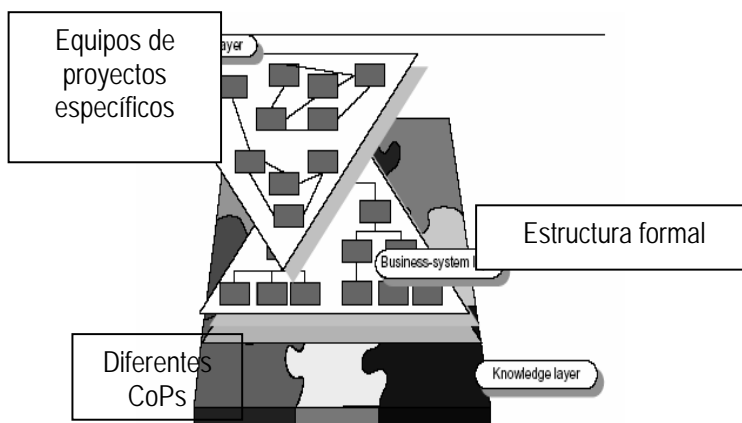 Equipos de
proyectos
específicos
ayer
Estructura formal
Business-system l
Diferentes
CoPs
Knowledge layer